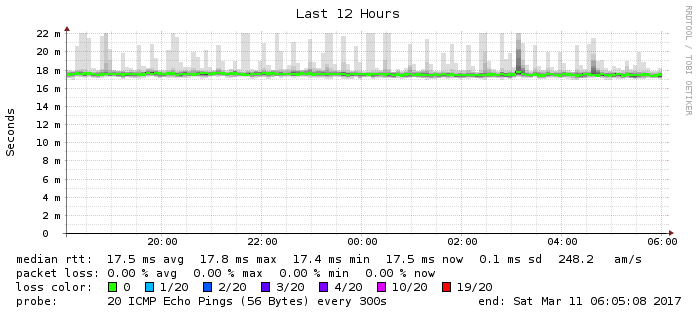 Last 12 Hours
RRDTOOL / TOBI OETIKER
Seconds
22 m
20 m
18 m
16 m
14 m
12 m
10 m
8 m
6 m
4 m
2 m
0
20:00 22:00 00:00 02:00 04:00 06:00
median rtt: 17.5 ms avg 17.8 ms max 17.4 ms min 17.5 ms now 0.1 ms sd 248.2 am/s
packet loss: 0.00 % avg 0.00 % max 0.00 % min 0.00 % now
loss color: 0 1/20 2/20 3/20 4/20 10/20 19/20
probe: 20 ICMP Echo Pings (56 Bytes) every 300s end: Sat Mar 11 06:05:08 2017